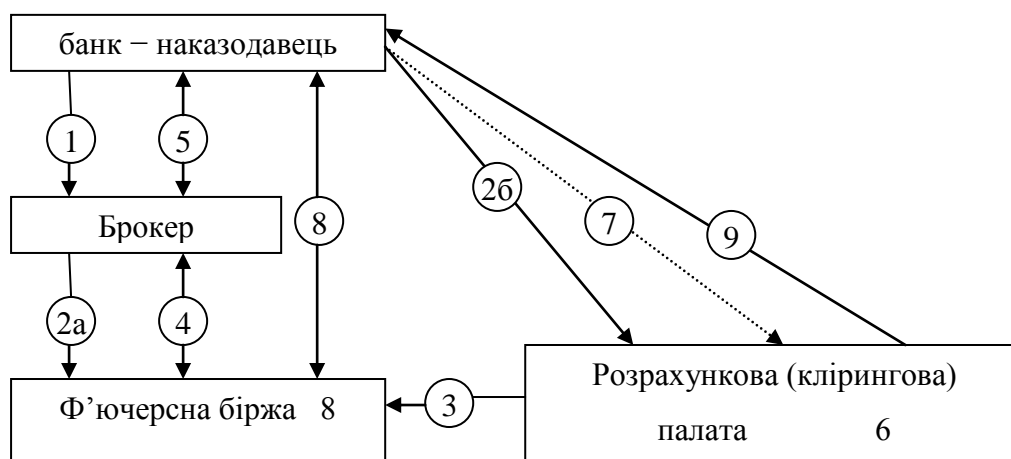 банк − наказодавець
1
5
2б
7
9
8
Брокер
2а
4
Розрахункова (клірингова)
Ф’ючерсна біржа 8
3
палата 6